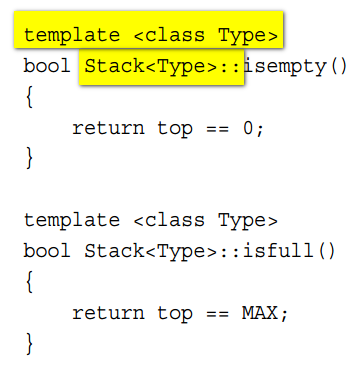 template <class Type>
bool Stack<Type>::isempty()
{
    return top == 0;
}

template <class Type>
bool Stack<Type>::isfull()
{
    return top == MAX;
}